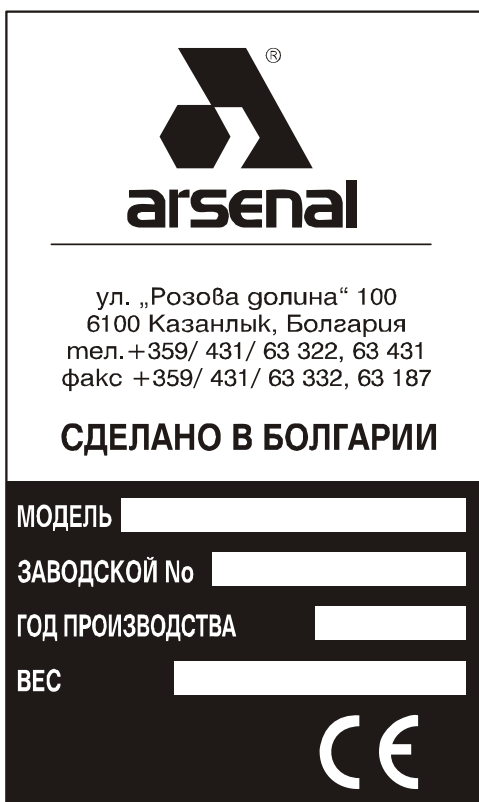 ®
arsenal
ул. „Розова долина“ 100
6100 Казанлък, Болгария
тел.+359/ 431/ 63 322, 63 431
факс +359/ 431/ 63 332, 63 187
СДЕЛАНО В БОЛГАРИИ
МОДЕЛЬ
ЗАВОДСКОЙ No
ГОД ПРОИЗВОДСТВА
ВЕС
CE